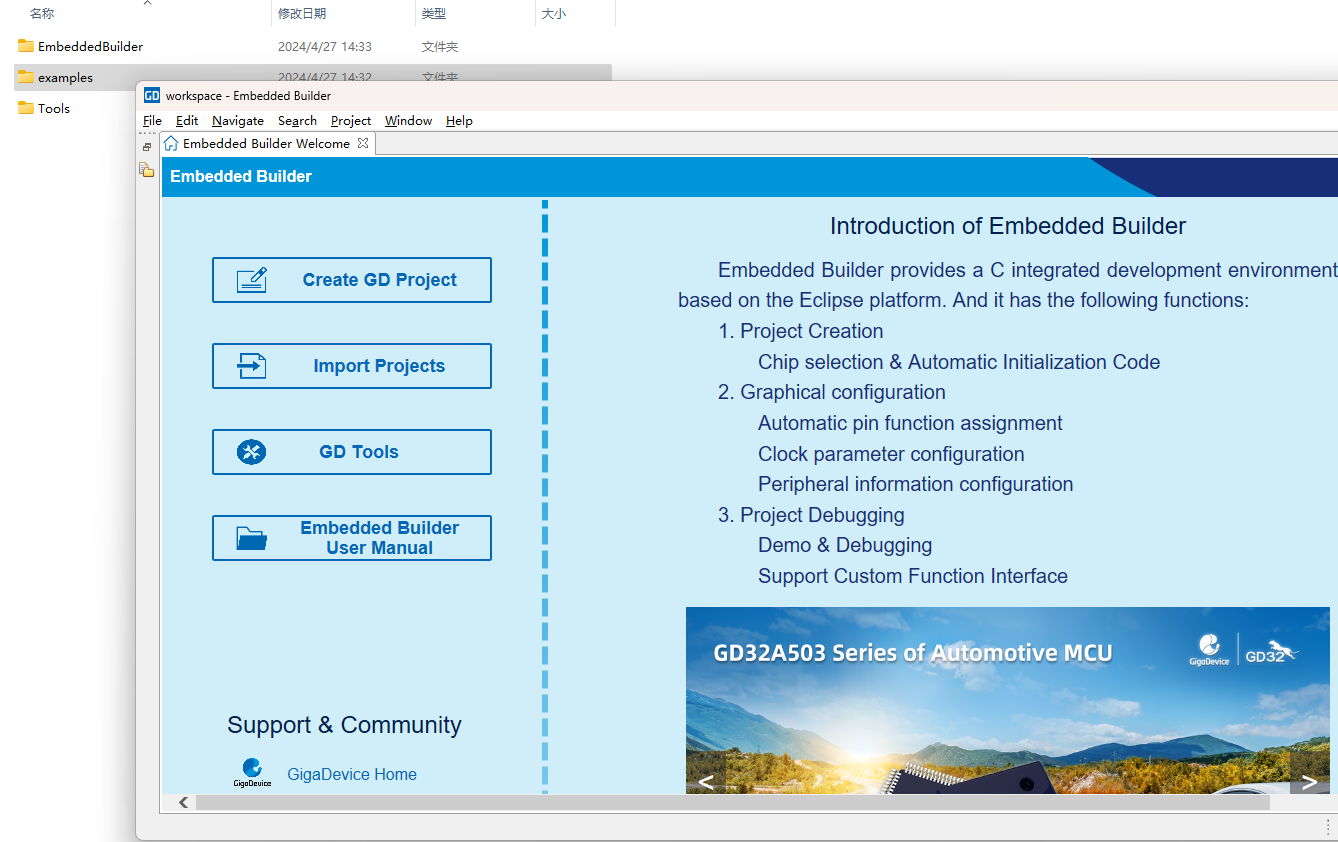 名称 修改日期 类型 大小
EmbeddedBuilder 2024/4/27 14:33 文件夹
examples 2024/4/27 14:32 文件夹
Tools
GD workspace - Embedded Builder
File Edit Navigate Search Project Window Help
Embedded Builder Welcome
Embedded Builder
Create GD Project
Import Projects
GD Tools
Embedded Builder
User Manual
Support & Community
GigaDevice GigaDevice Home
Introduction of Embedded Builder
Embedded Builder provides a C integrated development environment
based on the Eclipse platform. And it has the following functions:
1. Project Creation
Chip selection & Automatic Initialization Code
2. Graphical configuration
Automatic pin function assignment
Clock parameter configuration
Peripheral information configuration
3. Project Debugging
Demo & Debugging
Support Custom Function Interface
GD32A503 Series of Automotive MCU
GigaDevice GD32
< >